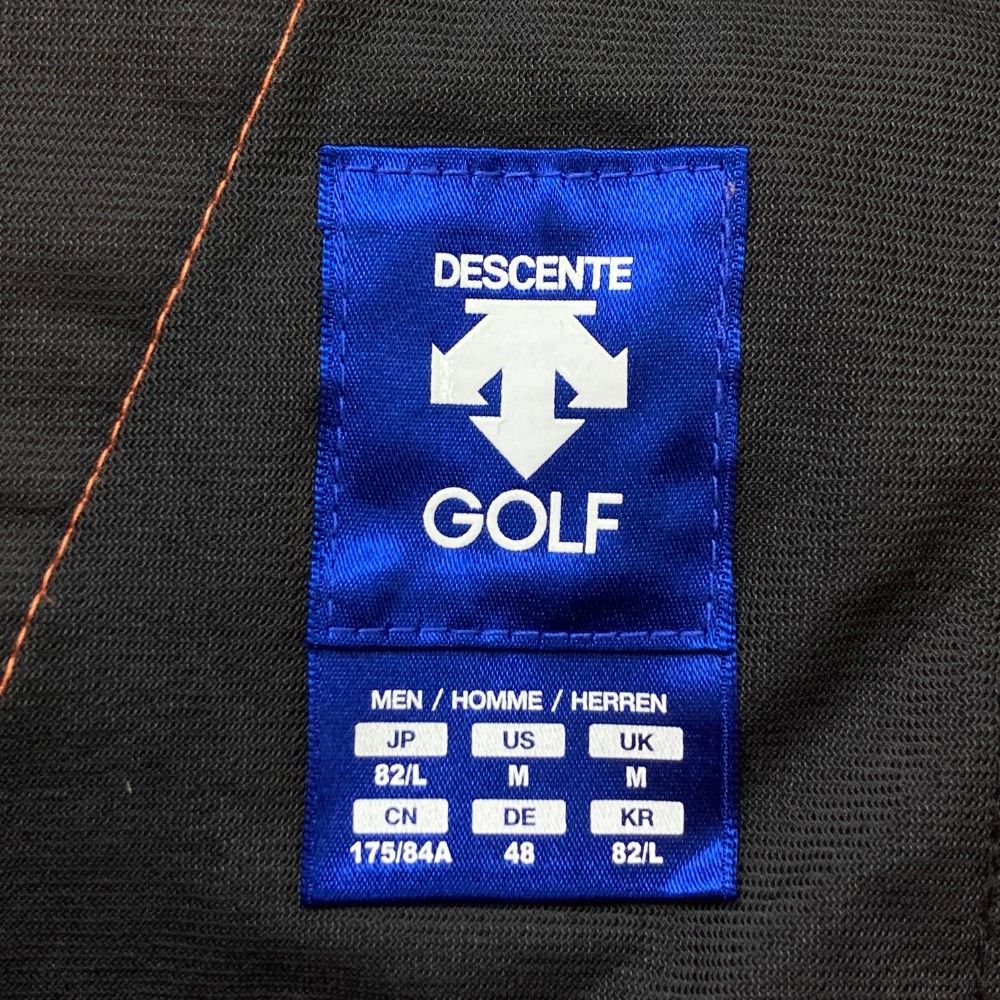 DESCENTE
GOLF
MEN / HOMME / HERREN
JP US UK
82/L M M
CN DE KR
175/84A 48 82/L